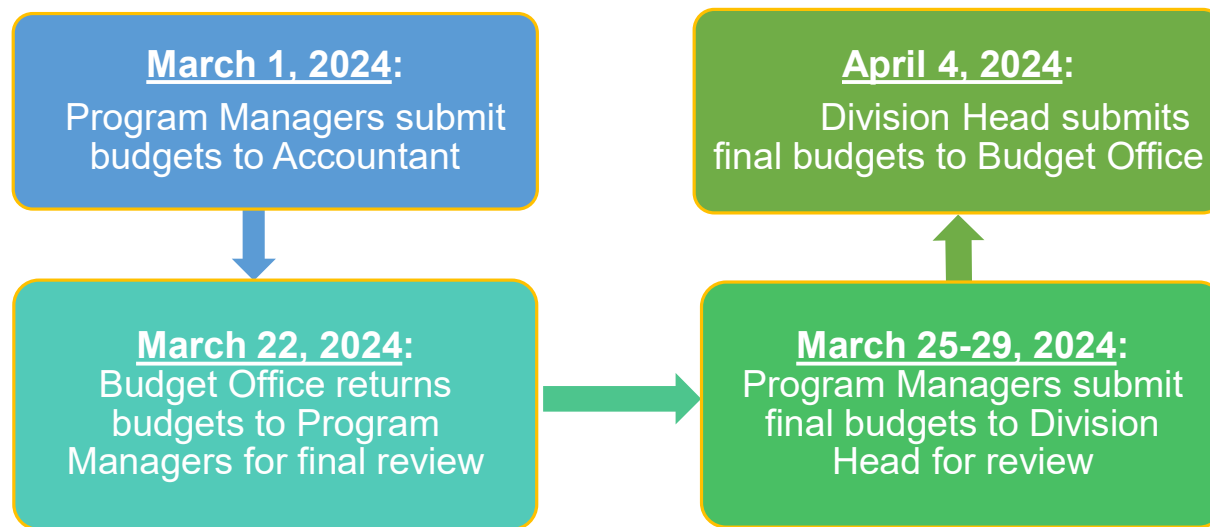 March 1, 2024:
Program Managers submit
budgets to Accountant
March 22, 2024:
Budget Office returns
budgets to Program
Managers for final review
March 25-29, 2024:
Program Managers submit
final budgets to Division
Head for review
April 4, 2024:
Division Head submits
final budgets to Budget Office